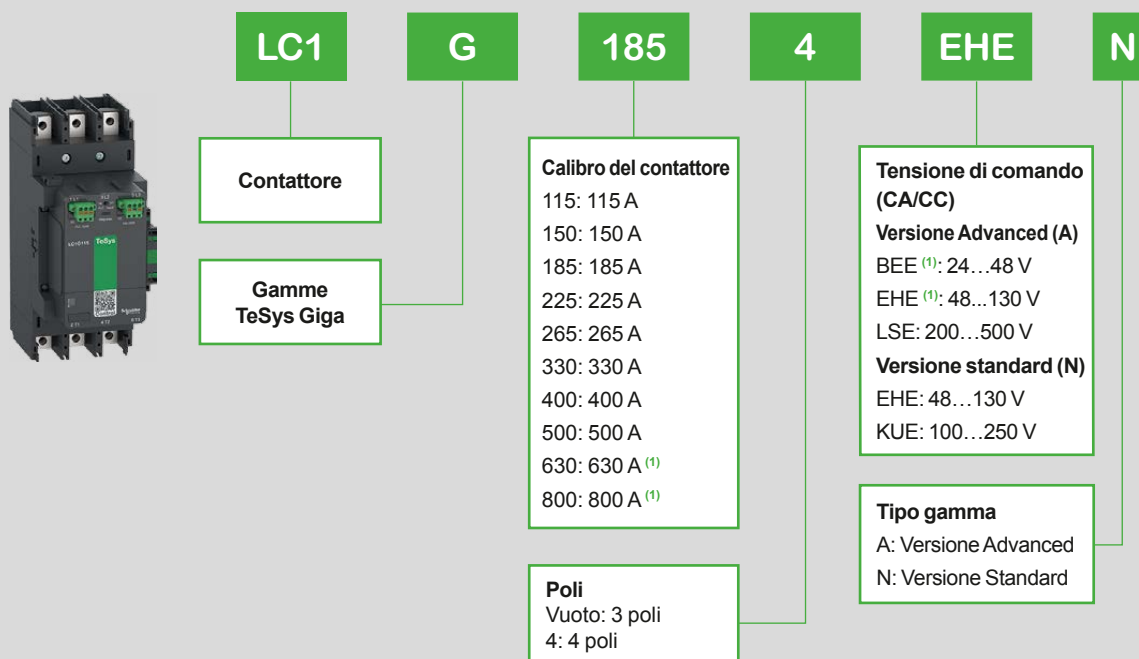 LC1
G
185
4
EHE
N
Contattore
Gamme
TeSys Giga
Calibro del contattore
115: 115 A
150: 150 A
185: 185 A
225: 225 A
265: 265 A
330: 330 A
400: 400 A
500: 500 A
630: 630 A (1)
800: 800 A (1)
Poli
Vuoto: 3 poli
4: 4 poli
Tensione di comando
(CA/CC)
Versione Advanced (A)
BEE (1): 24…48 V
EHE (1): 48...130 V
LSE: 200…500 V
Versione standard (N)
EHE: 48…130 V
KUE: 100…250 V
Tipo gamma
A: Versione Advanced
N: Versione Standard
TeSys